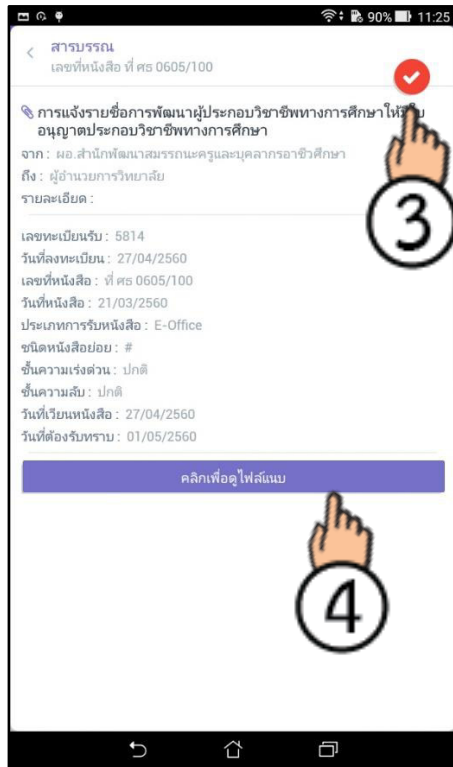 90% 11:25
สารบรรณ
เลขที่หนังสือ ที่ ศธ 0605/100
การแจ้งรายชื่อการพัฒนาผู้ประกอบวิชาชีพทางการศึกษาให้มีใบ
อนุญาตประกอบวิชาชีพทางการศึกษา
จาก : ผอ.สำนักพัฒนาสมรรถนะครูและบุคลากรอาชีวศึกษา
ถึง : ผู้อำนวยการวิทยาลัย
รายละเอียด :
3
เลขทะเบียนรับ : 5814
วันที่ลงทะเบียน : 27/04/2560
เลขที่หนังสือ : ที่ ศธ 0605/100
วันที่หนังสือ : 21/03/2560
ประเภทการรับหนังสือ : E-Office
ชนิดหนังสือย่อย : #
ชั้นความเร่งด่วน : ปกติ
ชั้นความลับ : ปกติ
วันที่เวียนหนังสือ : 27/04/2560
วันที่ต้องรับทราบ : 01/05/2560
คลิกเพื่อดูไฟล์แนบ
4